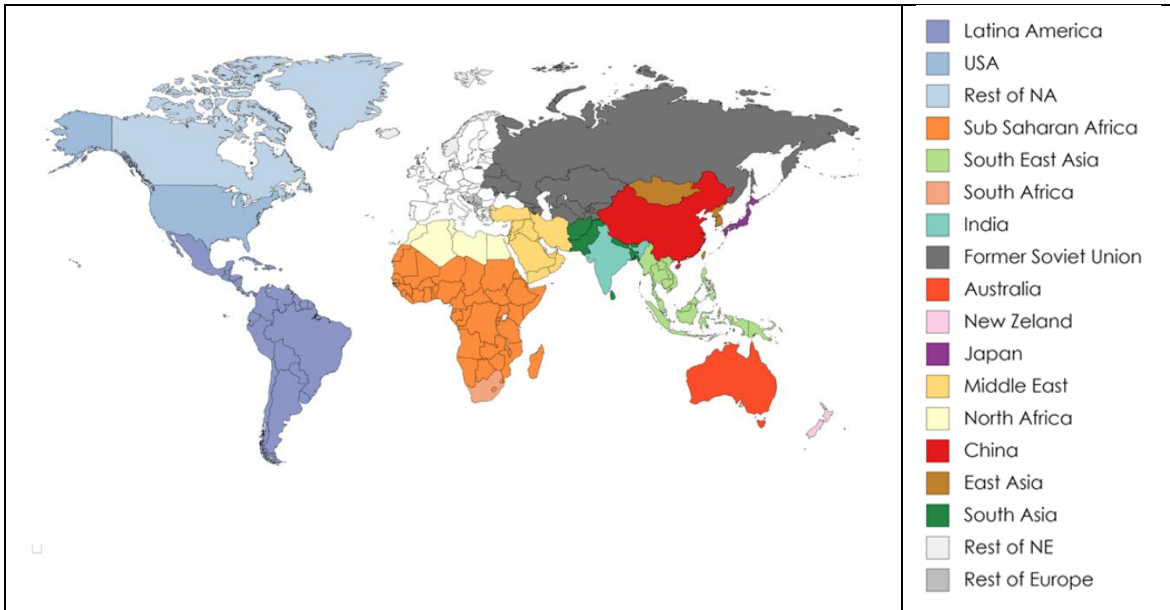 Latina America
USA
Rest of NA
Sub Saharan Africa
South East Asia
South Africa
India
Former Soviet Union
Australia
New Zeland
Japan
Middle East
North Africa
China
East Asia
South Asia
Rest of NE
Rest of Europe